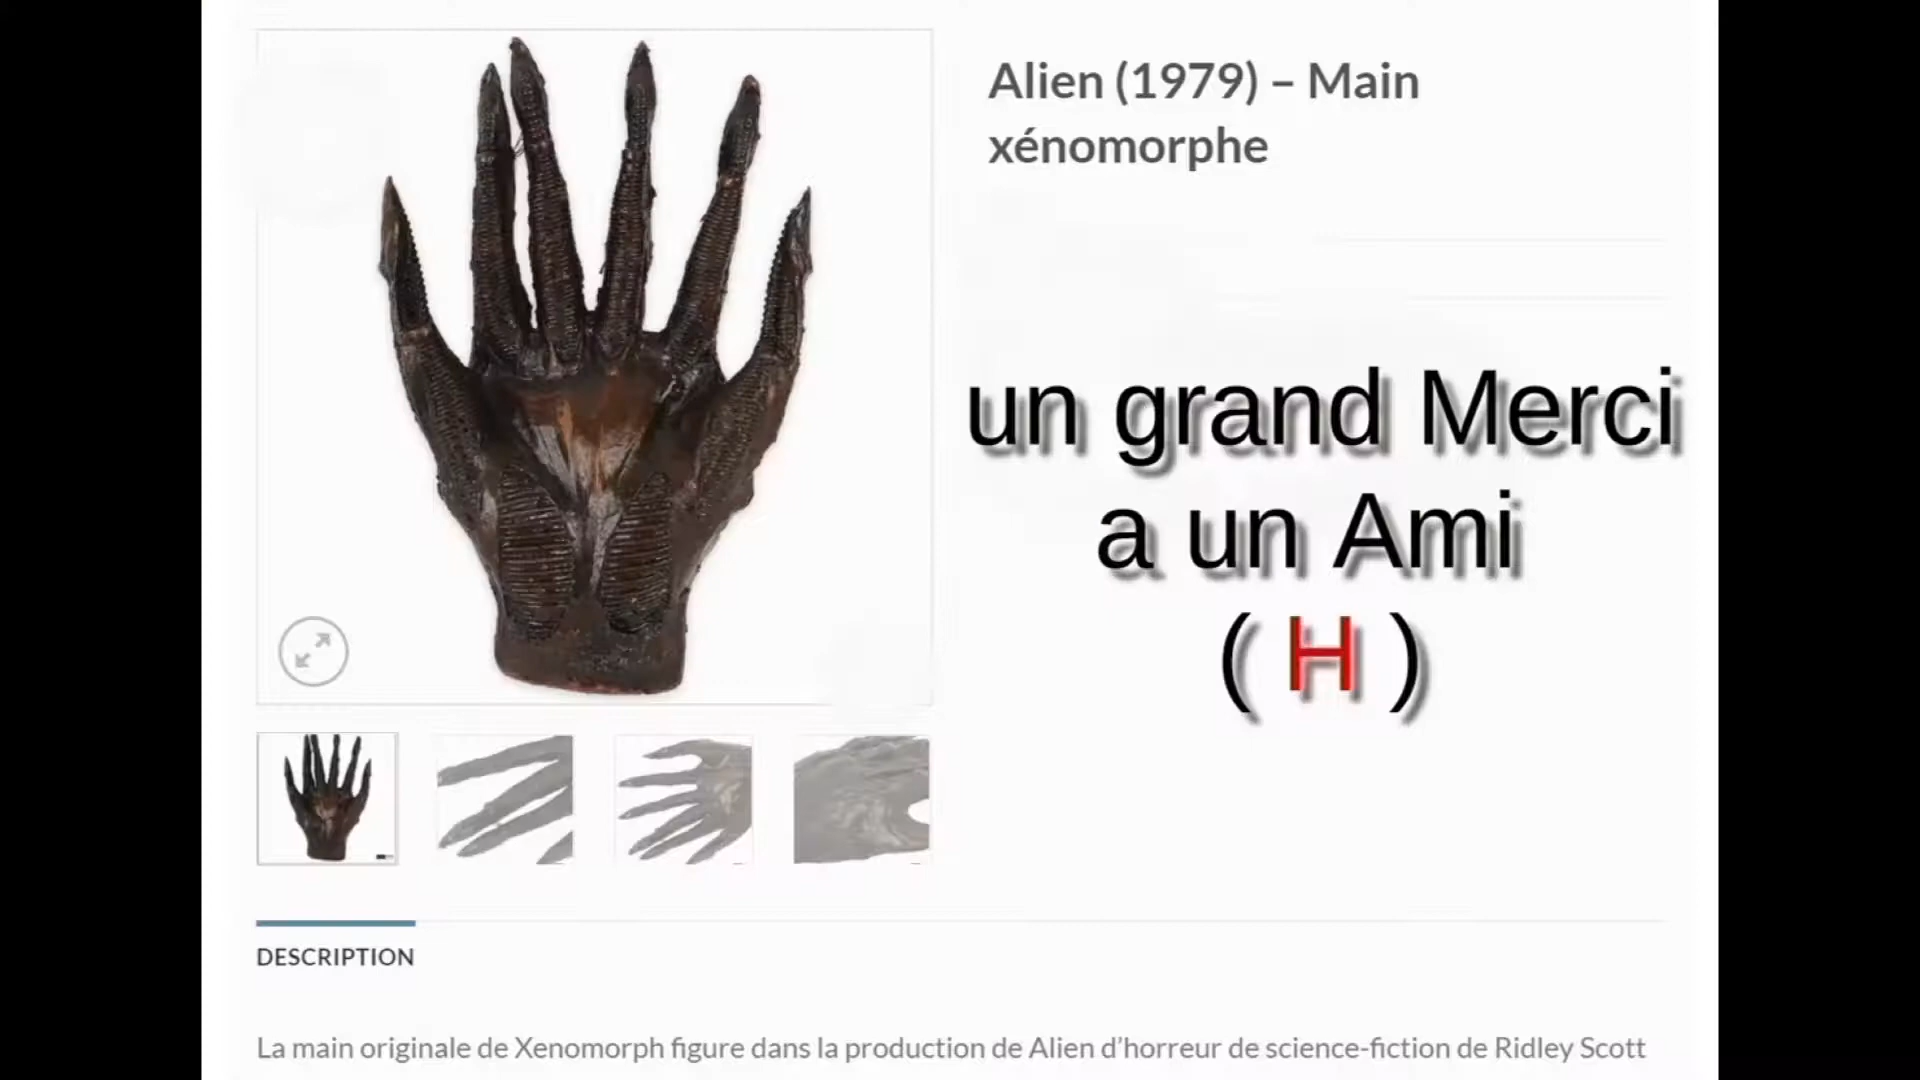 Alien (1979) – Main
xénomorphe
un grand Merci
a un Ami
( H )
DESCRIPTION
La main originale de Xenomorph figure dans la production de Alien d’horreur de science-fiction de Ridley Scott